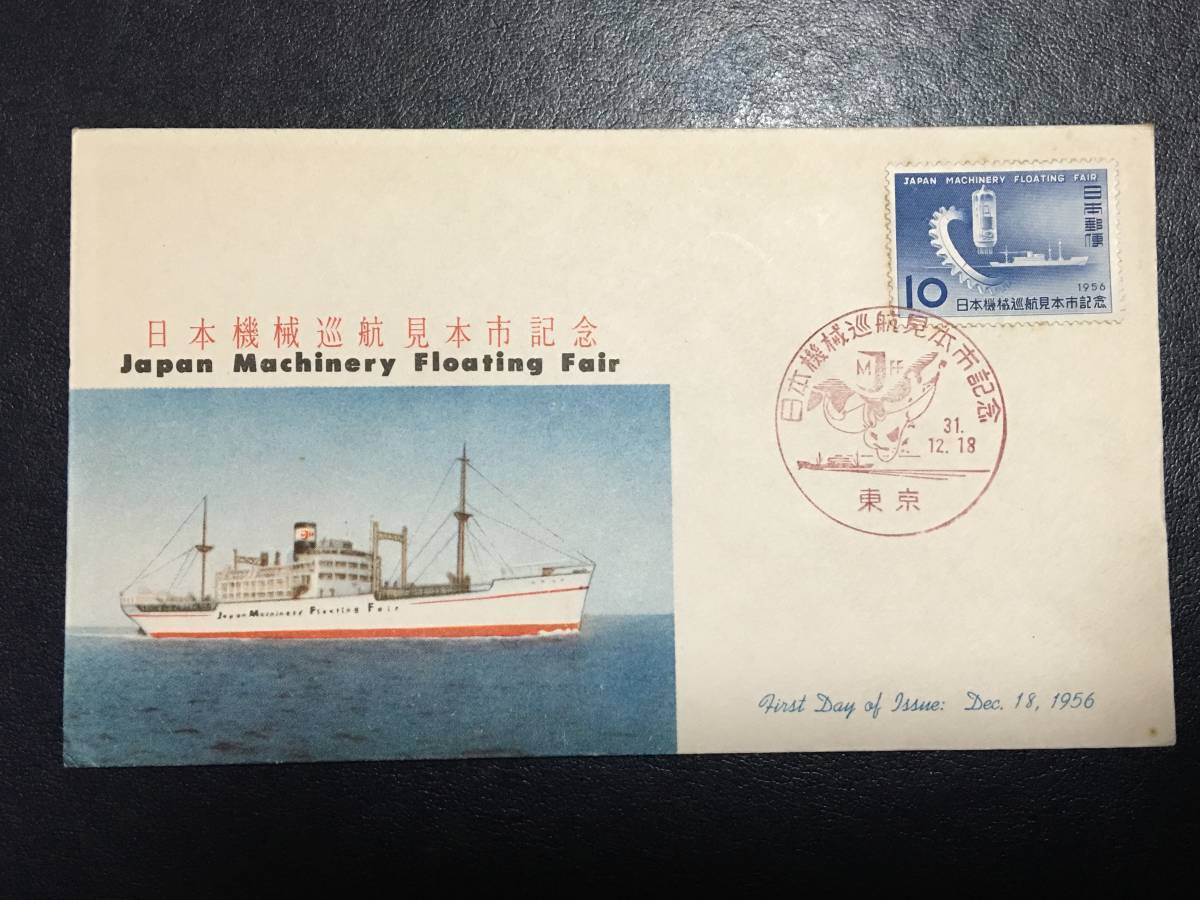 JAPAN MACHINERY FLOATING FAIR
日本郵便
1956
10
日本機械巡航見本市記念
日本機械巡航見本市記念
Japan Machinery Floating Fair
日本機械巡航見本市記念
M J FF
31.
12.18
東京
Japan Machinery Floating Fair
First Day of Issue: Dec. 18, 1956